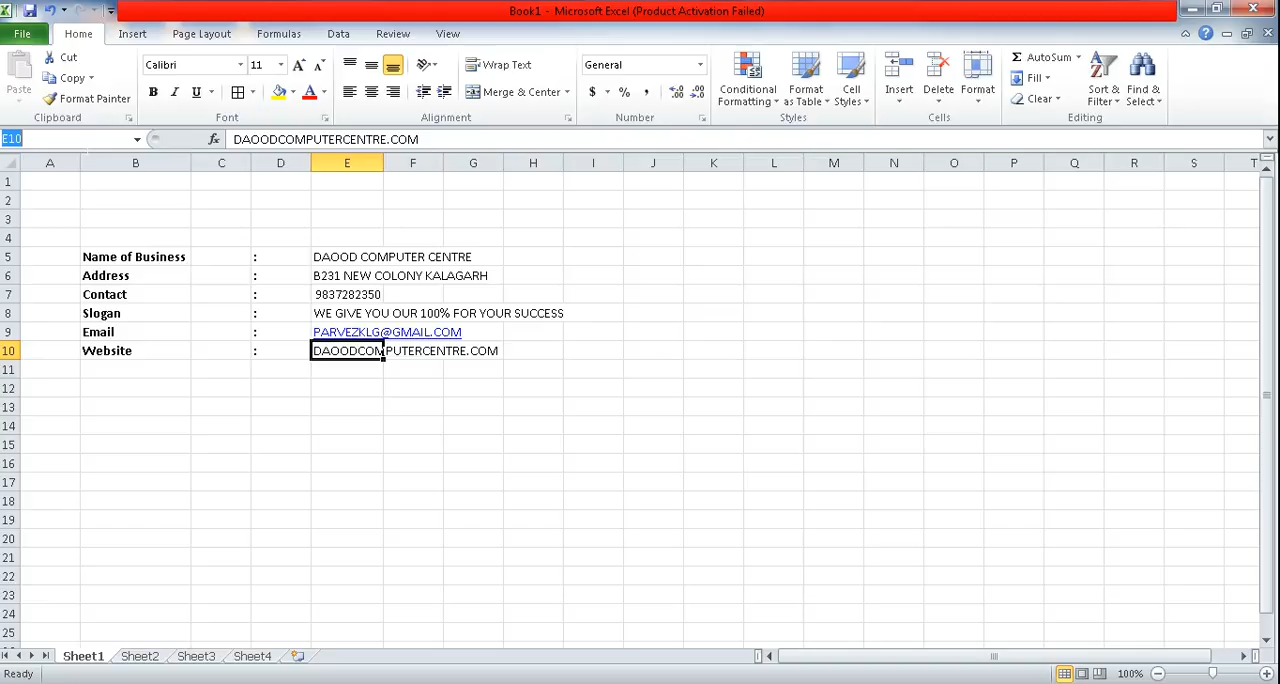 Book1 - Microsoft Excel (Product Activation Failed)
File Home Insert Page Layout Formulas Data Review View
Cut
Copy
Format Painter
Paste
Clipboard
Calibri 11
B I U
Font
Wrap Text
Merge & Center
Alignment
General
$ % ,
Number
Conditional Formatting
Format as Table
Cell Styles
Styles
Insert Delete Format
Cells
AutoSum
Fill
Clear
Sort & Filter
Find & Select
Editing
E10 fx DAOODCOMPUTERCENTRE.COM
A B C D E F G H I J K L M N O P Q R S T
1
2
3
4
5 Name of Business : DAOOD COMPUTER CENTRE
6 Address : B231 NEW COLONY KALAGARH
7 Contact : 9837282350
8 Slogan : WE GIVE YOU OUR 100% FOR YOUR SUCCESS
9 Email : PARVEZKLG@GMAIL.COM
10 Website : DAOODCOMPUTERCENTRE.COM
11
12
13
14
15
16
17
18
19
20
21
22
23
24
25
Sheet1 Sheet2 Sheet3 Sheet4
Ready 100%